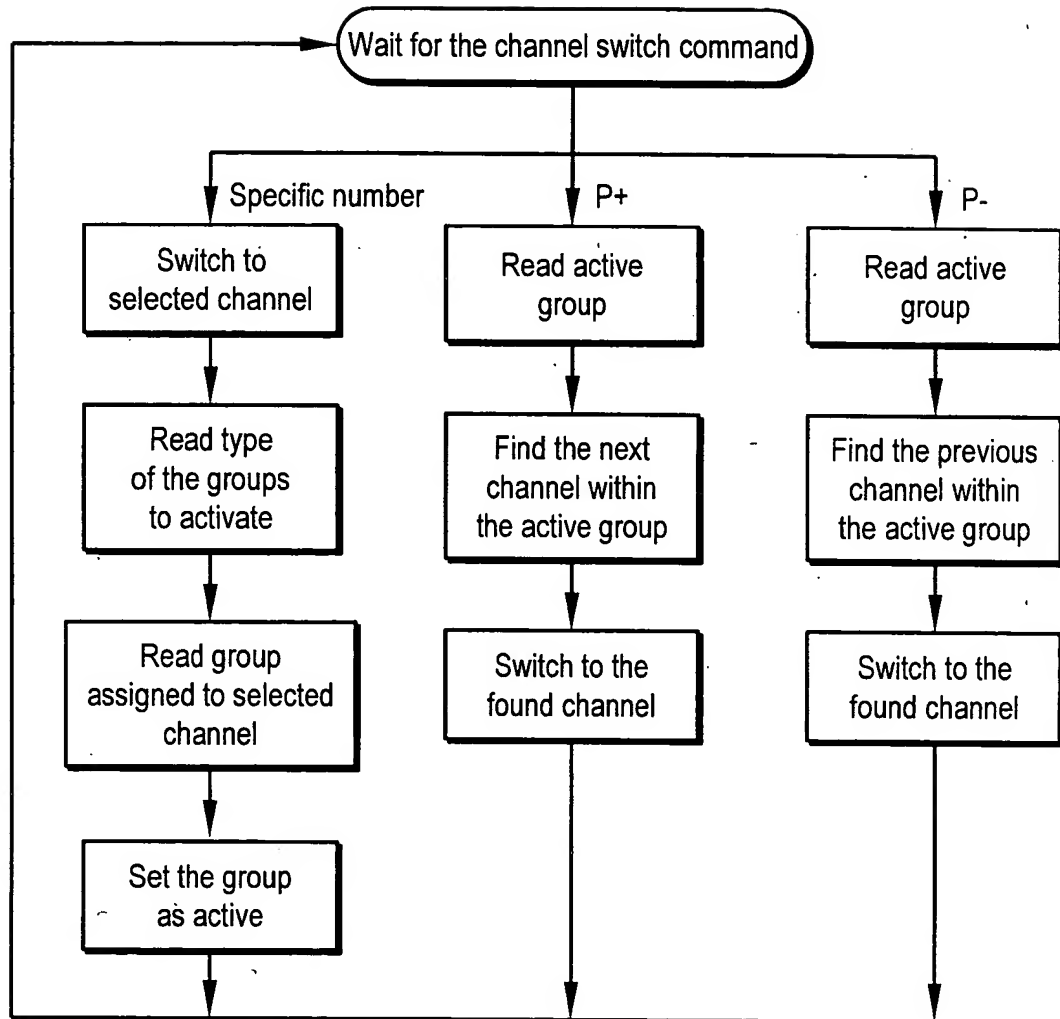 Wait for the channel switch command
Specific number
P+
P-
Switch to
selected channel
Read active
group
Read active
group
Read type
of the groups
to activate
Find the next
channel within
the active group
Find the previous
channel within
the active group
Read group
assigned to selected
channel
Switch to the
found channel
Switch to the
found channel
Set the group
as active